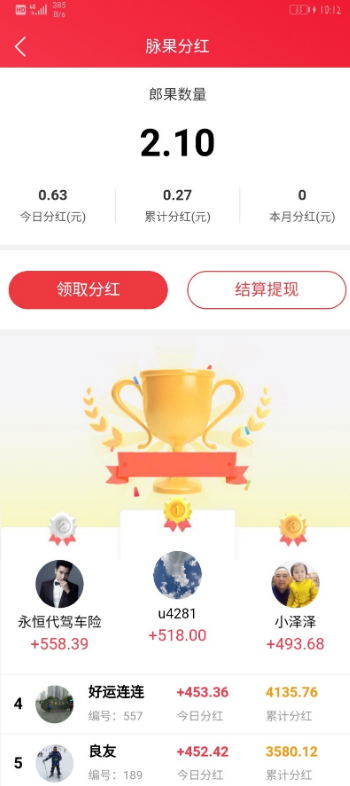 HD 4G 385 B/s 10:12
脉果分红
郎果数量
2.10
0.63 0.27 0
今日分红(元) 累计分红(元) 本月分红(元)
领取分红 结算提现
2 1 3
永恒代驾车险 u4281 小泽泽
+558.39 +518.00 +493.68
4 好运连连 +453.36 4135.76
编号：557 今日分红 累计分红
5 良友 +452.42 3580.12
编号：189 今日分红 累计分红